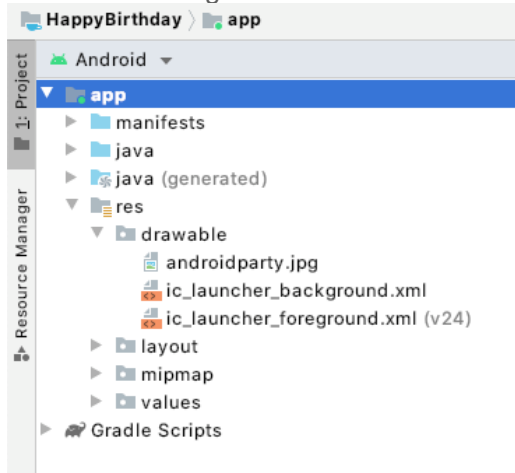 HappyBirthday app
Android
1: Project
Resource Manager
app
manifests
java
java (generated)
res
drawable
androidparty.jpg
ic_launcher_background.xml
ic_launcher_foreground.xml (v24)
layout
mipmap
values
Gradle Scripts